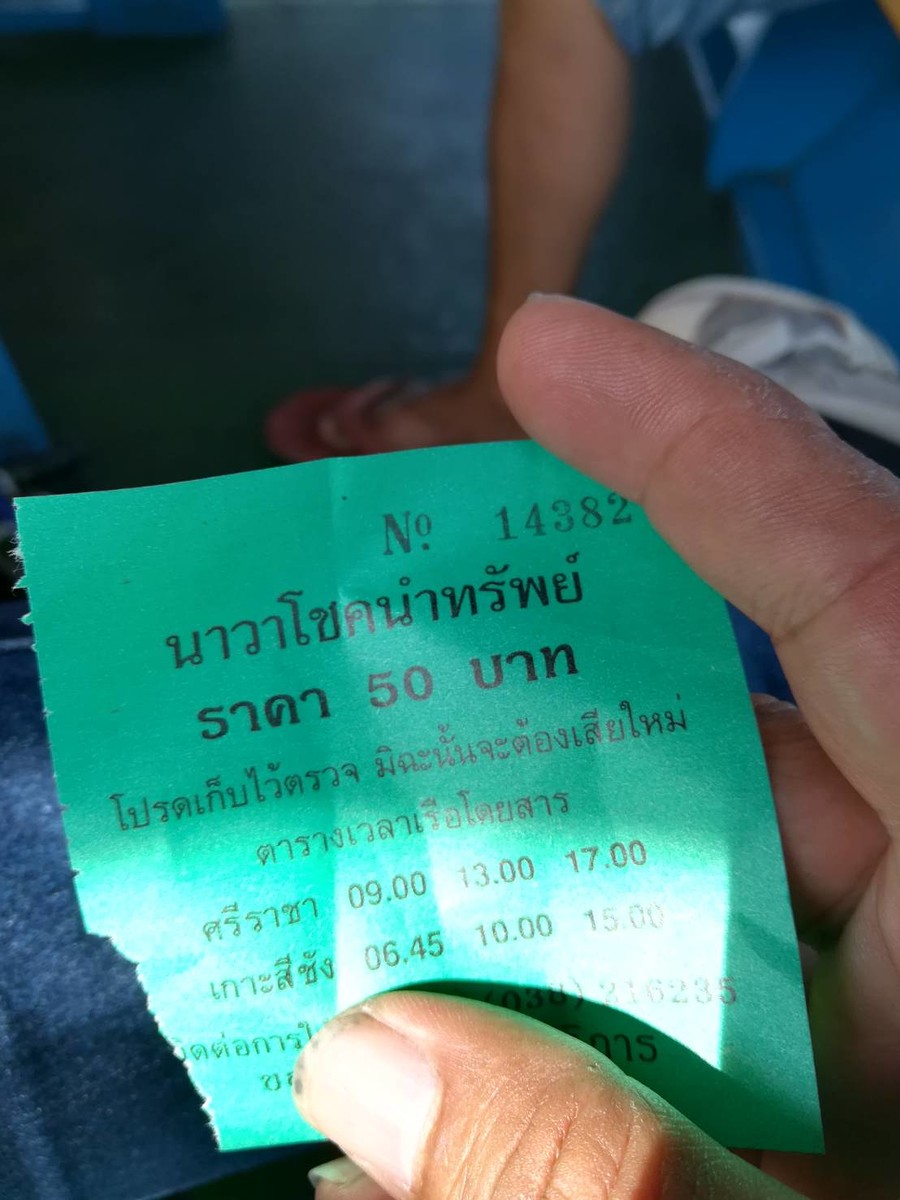 Nº 14382
นาวาโชคนำทรัพย์
ราคา 50 บาท
โปรดเก็บไว้ตรวจ มิฉะนั้นจะต้องเสียใหม่
ตารางเวลาเรือโดยสาร
ศรีราชา 09.00 13.00 17.00
เกาะสีชัง 06.45 10.00 15.00
(038) 216235